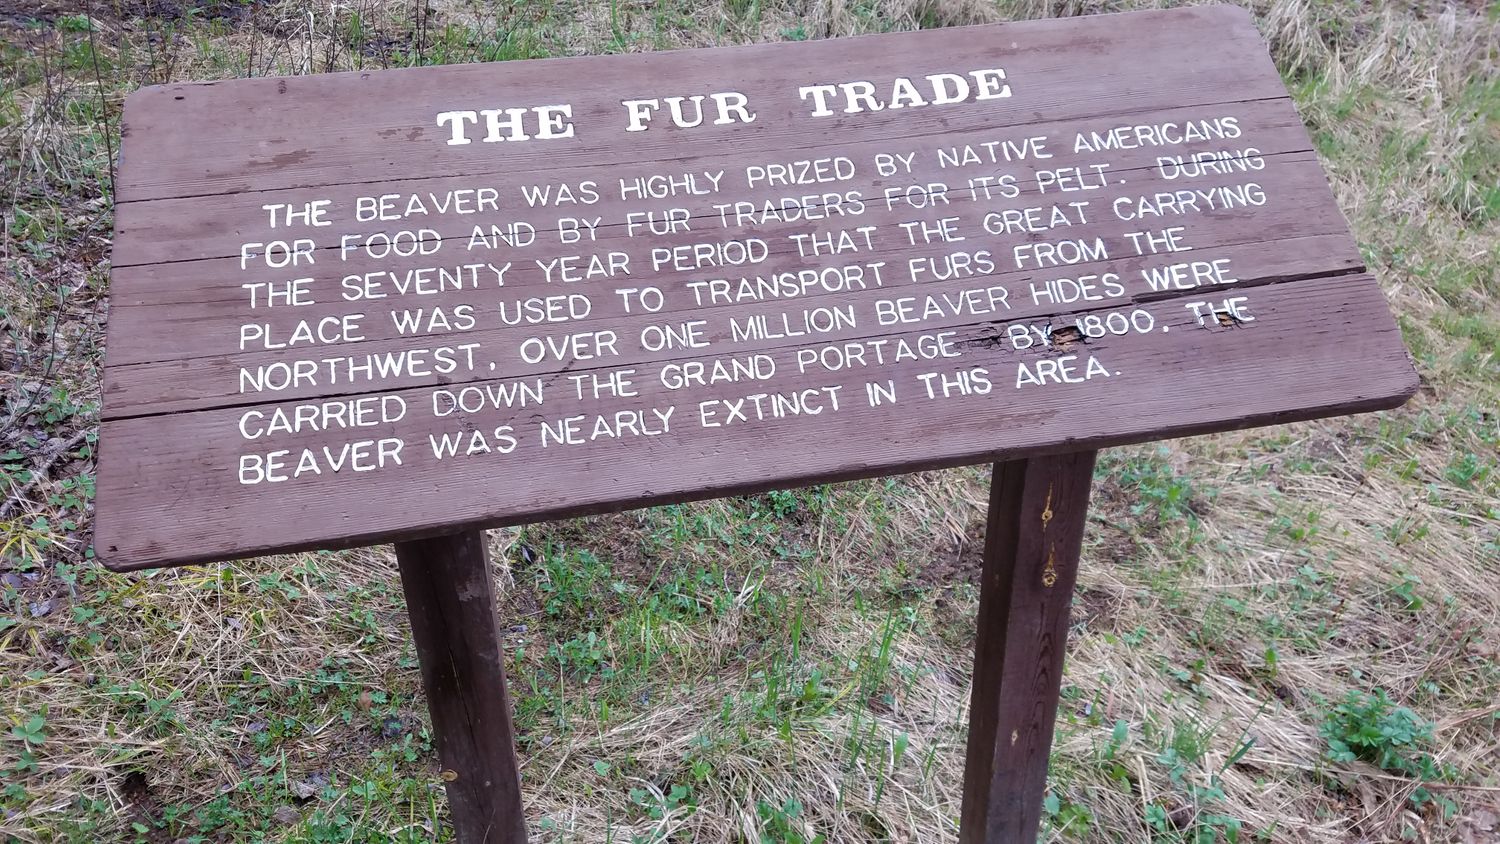 THE FUR TRADE
THE BEAVER WAS HIGHLY PRIZED BY NATIVE AMERICANS
FOR FOOD AND BY FUR TRADERS FOR ITS PELT. DURING
THE SEVENTY YEAR PERIOD THAT THE GREAT CARRYING
PLACE WAS USED TO TRANSPORT FURS FROM THE
NORTHWEST, OVER ONE MILLION BEAVER HIDES WERE
CARRIED DOWN THE GRAND PORTAGE BY 1800. THE
BEAVER WAS NEARLY EXTINCT IN THIS AREA.